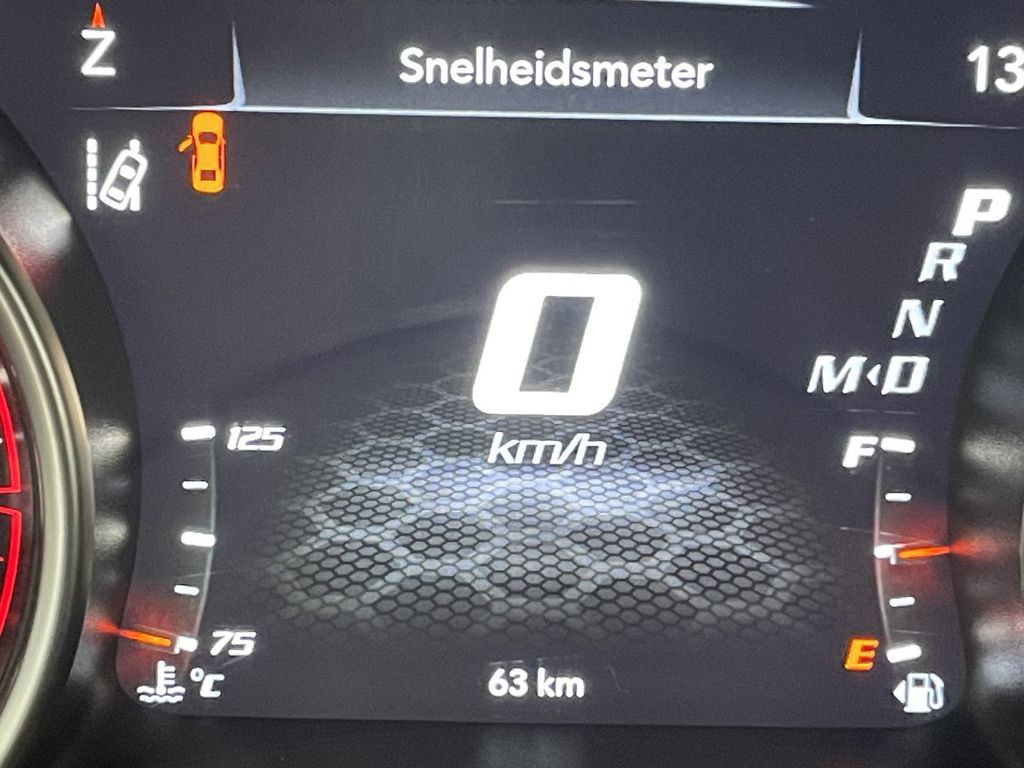 Z
Snelheidsmeter
13
P
R
N
M D
0
km/h
125
F
75
°C
E
63 km